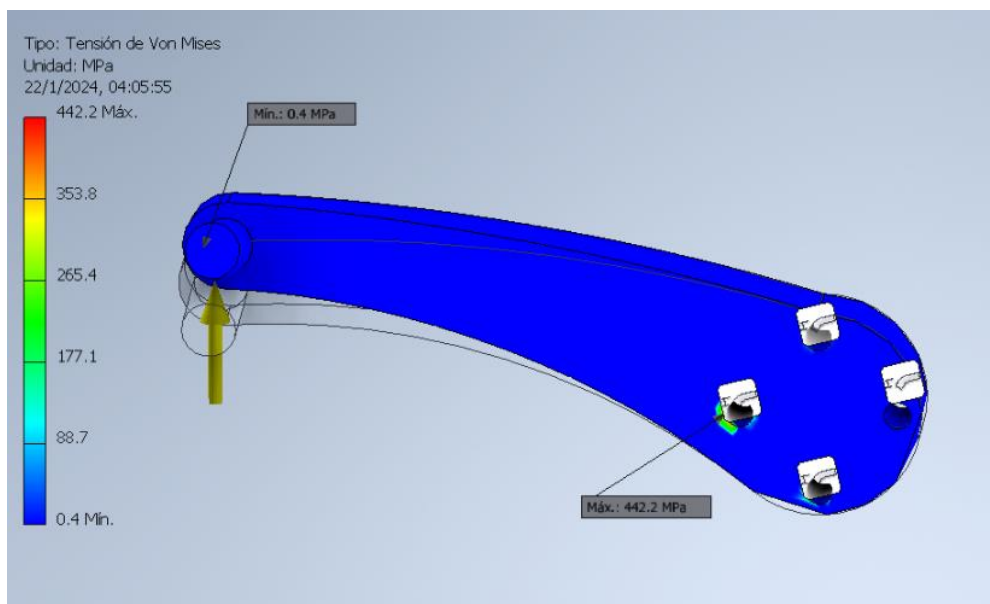 Tipo: Tensión de Von Mises
Unidad: MPa
22/1/2024, 04:05:55
442.2 Máx.
353.8
265.4
177.1
88.7
0.4 Mín.
Mín.: 0.4 MPa
Máx.: 442.2 MPa